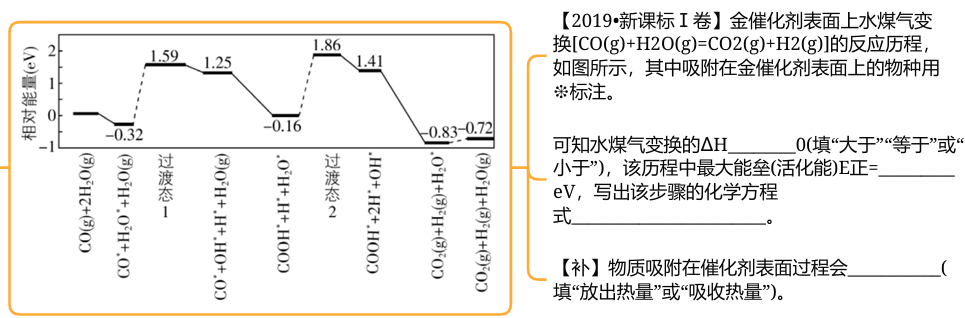 相对能量(eV)
2
1
0
−1
−0.32
1.59
1.25
−0.16
1.86
1.41
−0.83
−0.72
CO(g)+2H₂O(g)
CO*+H₂O*+H₂O(g)
过渡态1
CO*+OH*+H*+H₂O(g)
COOH*+H*+H₂O*
过渡态2
COOH*+2H*+OH*
CO₂(g)+H₂(g)+H₂O*
CO₂(g)+H₂(g)+H₂O(g)
【2019•新课标Ⅰ卷】金催化剂表面上水煤气变
换[CO(g)+H2O(g)=CO2(g)+H2(g)]的反应历程，
如图所示，其中吸附在金催化剂表面上的物种用
❊标注。
可知水煤气变换的ΔH________0(填“大于”“等于”或“
小于”)，该历程中最大能垒(活化能)E正=_________
eV，写出该步骤的化学方程
式_______________________。
【补】物质吸附在催化剂表面过程会___________(
填“放出热量”或“吸收热量”)。